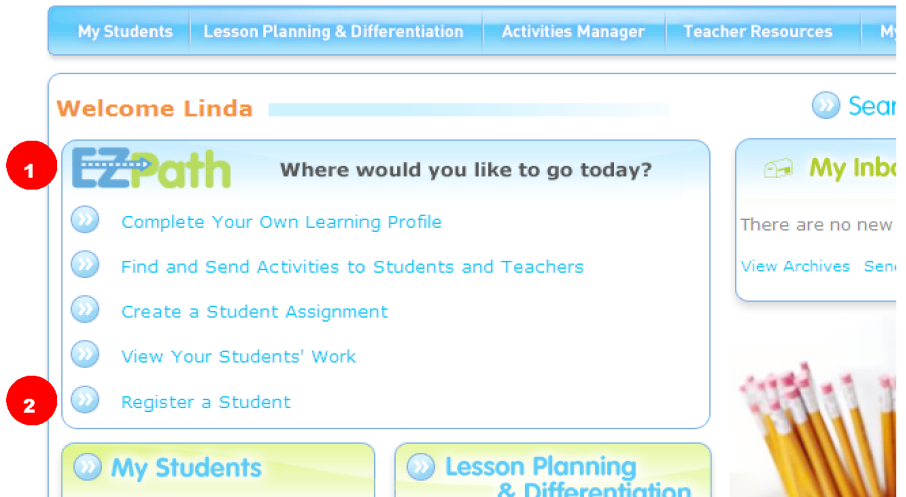 My Students Lesson Planning & Differentiation Activities Manager Teacher Resources
Welcome Linda
1
EZPath Where would you like to go today?
Complete Your Own Learning Profile
Find and Send Activities to Students and Teachers
Create a Student Assignment
View Your Students' Work
2
Register a Student
My Students
Lesson Planning
& Differentiation
My
There are no new
View Archives